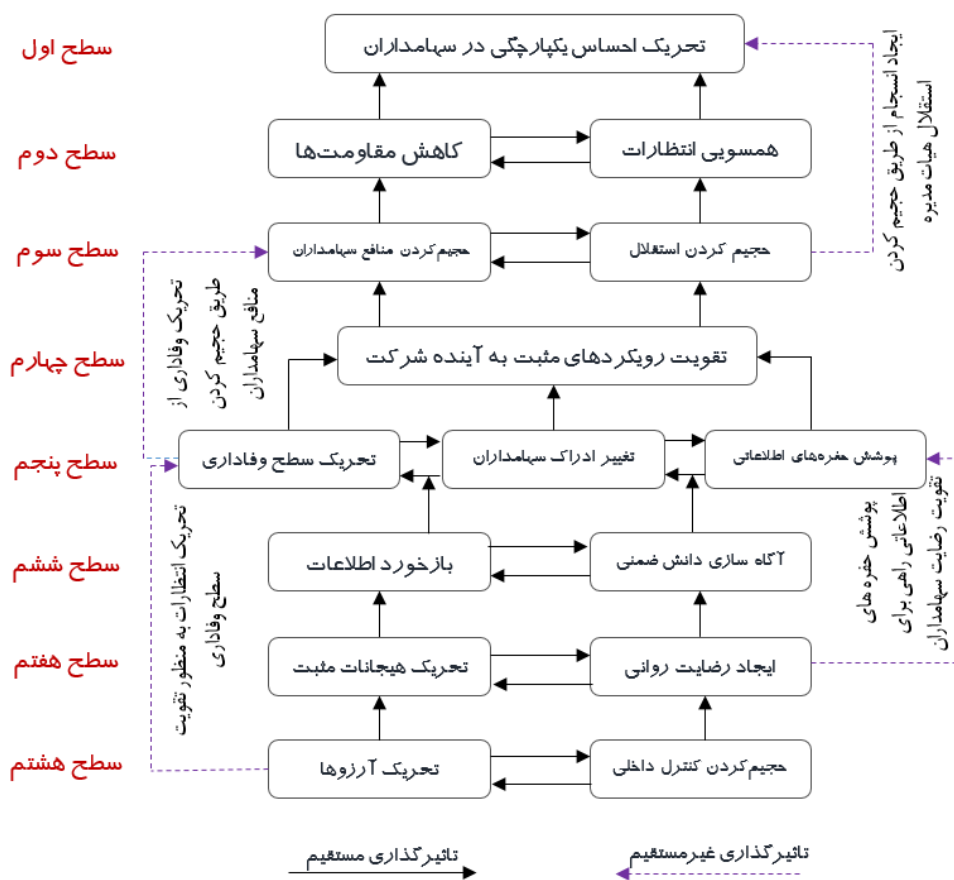 سطح اول
تحریک احساس یکپارچگی در سهامداران
ایجاد انسجام از طریق حجیم کردن
استقلال هیات مدیره
سطح دوم
همسویی انتظارات
کاهش مقاومت‌ها
سطح سوم
حجیم کردن استقلال
حجیم‌کردن منافع سهامداران
تحریک وفاداری از
طریق حجیم کردن
منافع سهامداران
سطح چهارم
تقویت رویکردهای مثبت به آینده شرکت
سطح پنجم
پوشش حفره‌های اطلاعاتی
تغییر ادراک سهامداران
تحریک سطح وفاداری
پوشش حفره های
اطلاعاتی راهی برای
تقویت رضایت سهامداران
تحریک انتظارات به منظور تقویت
سطح وفاداری
سطح ششم
آگاه سازی دانش ضمنی
بازخورد اطلاعات
سطح هفتم
ایجاد رضایت روانی
تحریک هیجانات مثبت
سطح هشتم
حجیم‌کردن کنترل داخلی
تحریک آرزوها
تاثیرگذاری غیرمستقیم
تاثیرگذاری مستقیم